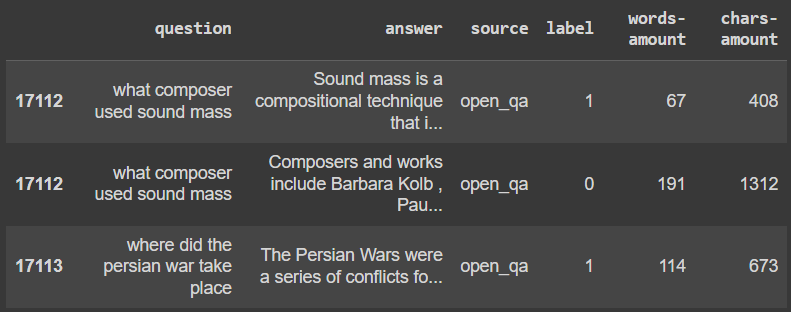 question answer source label words-amount chars-amount
17112 what composer used sound mass Sound mass is a compositional technique that i... open_qa 1 67 408
17112 what composer used sound mass Composers and works include Barbara Kolb , Pau... open_qa 0 191 1312
17113 where did the persian war take place The Persian Wars were a series of conflicts fo... open_qa 1 114 673